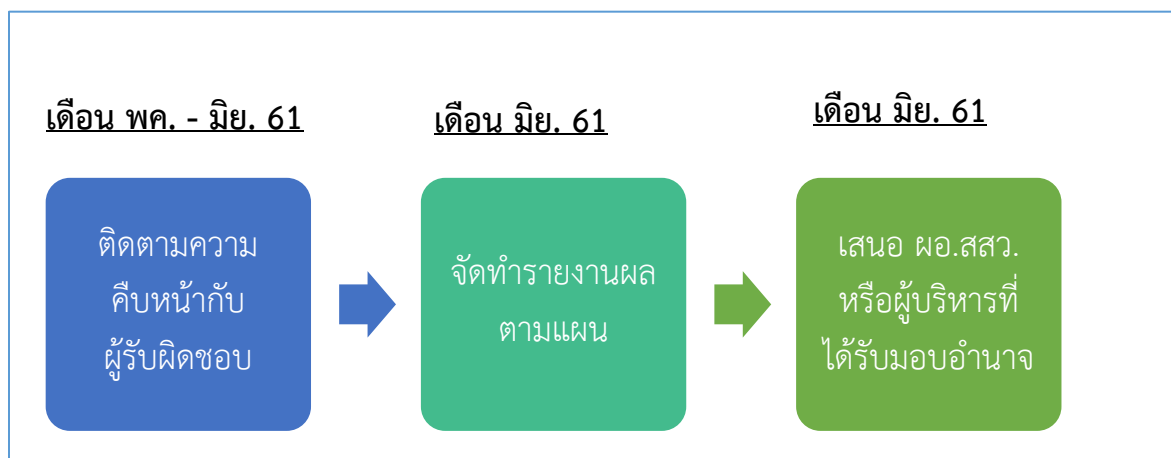 เดือน พค. - มิย. 61
เดือน มิย. 61
เดือน มิย. 61
ติดตามความ
คืบหน้ากับ
ผู้รับผิดชอบ
จัดทำรายงานผล
ตามแผน
เสนอ ผอ.สสว.
หรือผู้บริหารที่
ได้รับมอบอำนาจ